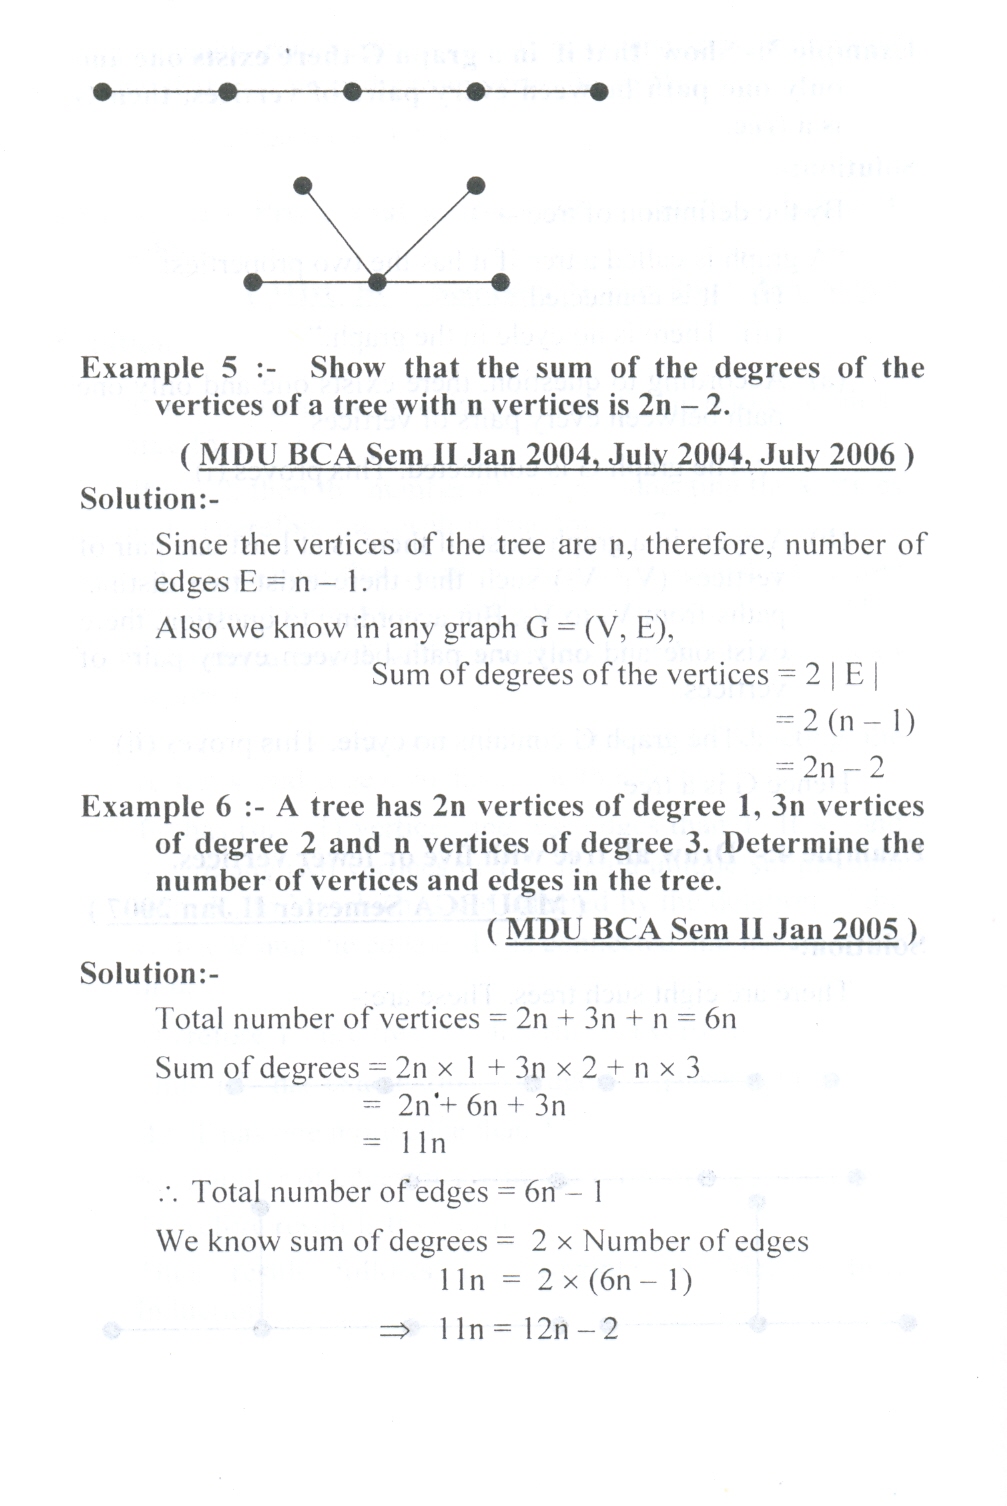 Example 5 :- Show that the sum of the degrees of the
vertices of a tree with n vertices is 2n – 2.
( MDU BCA Sem II Jan 2004, July 2004, July 2006 )
Solution:-
Since the vertices of the tree are n, therefore, number of
edges E = n – 1.
Also we know in any graph G = (V, E),
Sum of degrees of the vertices = 2 | E |
= 2 (n – 1)
= 2n – 2
Example 6 :- A tree has 2n vertices of degree 1, 3n vertices
of degree 2 and n vertices of degree 3. Determine the
number of vertices and edges in the tree.
( MDU BCA Sem II Jan 2005 )
Solution:-
Total number of vertices = 2n + 3n + n = 6n
Sum of degrees = 2n × 1 + 3n × 2 + n × 3
= 2n + 6n + 3n
= 11n
∴ Total number of edges = 6n – 1
We know sum of degrees = 2 × Number of edges
11n = 2 × (6n – 1)
⇒ 11n = 12n – 2